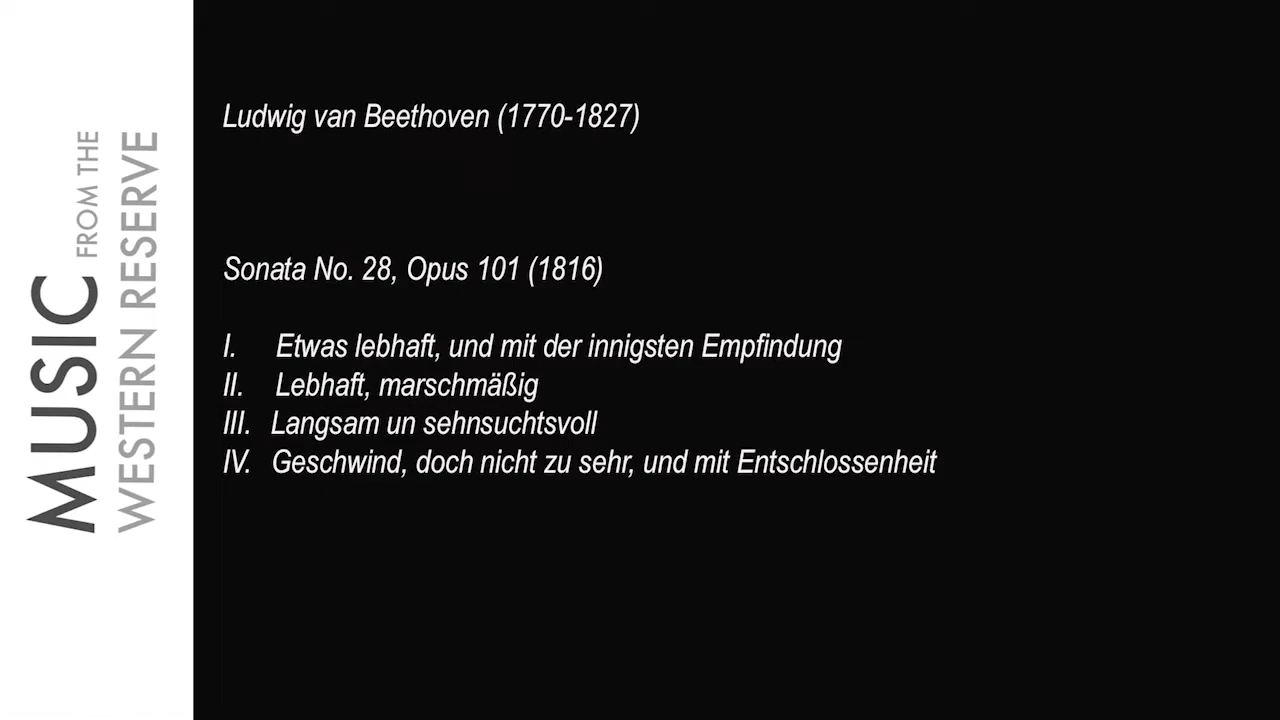 MUSIC
FROM THE
WESTERN RESERVE
Ludwig van Beethoven (1770-1827)
Sonata No. 28, Opus 101 (1816)
I. Etwas lebhaft, und mit der innigsten Empfindung
II. Lebhaft, marschmäßig
III. Langsam un sehnsuchtsvoll
IV. Geschwind, doch nicht zu sehr, und mit Entschlossenheit